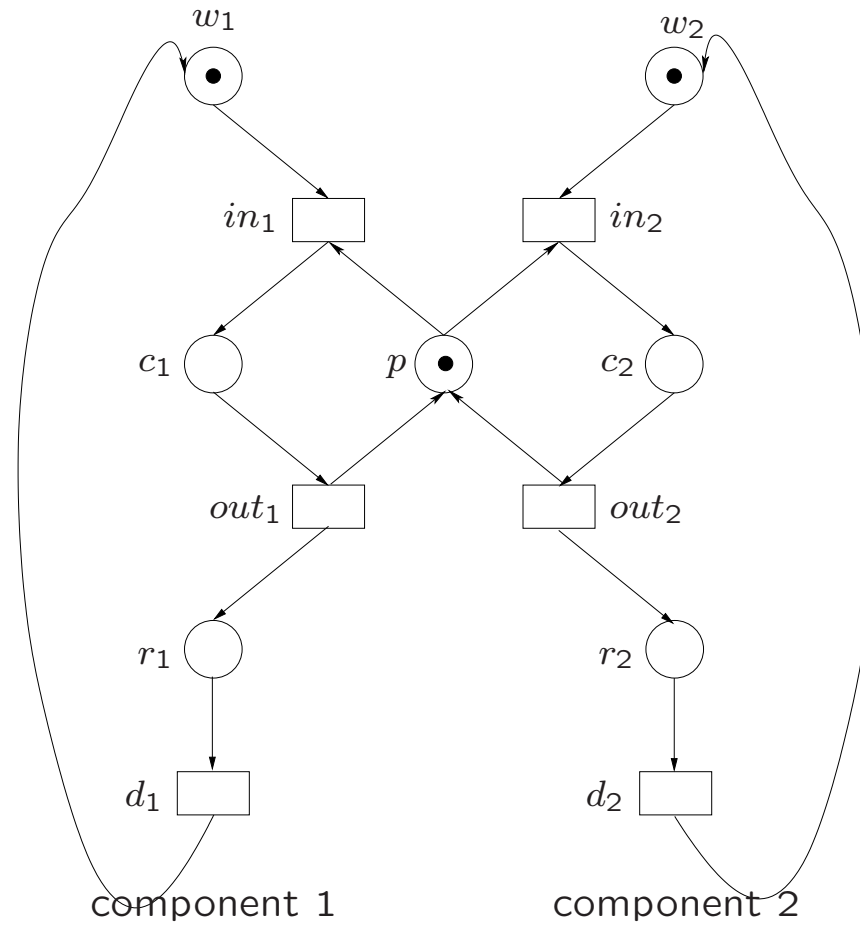 w₁ w₂
in₁ in₂
c₁ p c₂
out₁ out₂
r₁ r₂
d₁ d₂
component 1 component 2